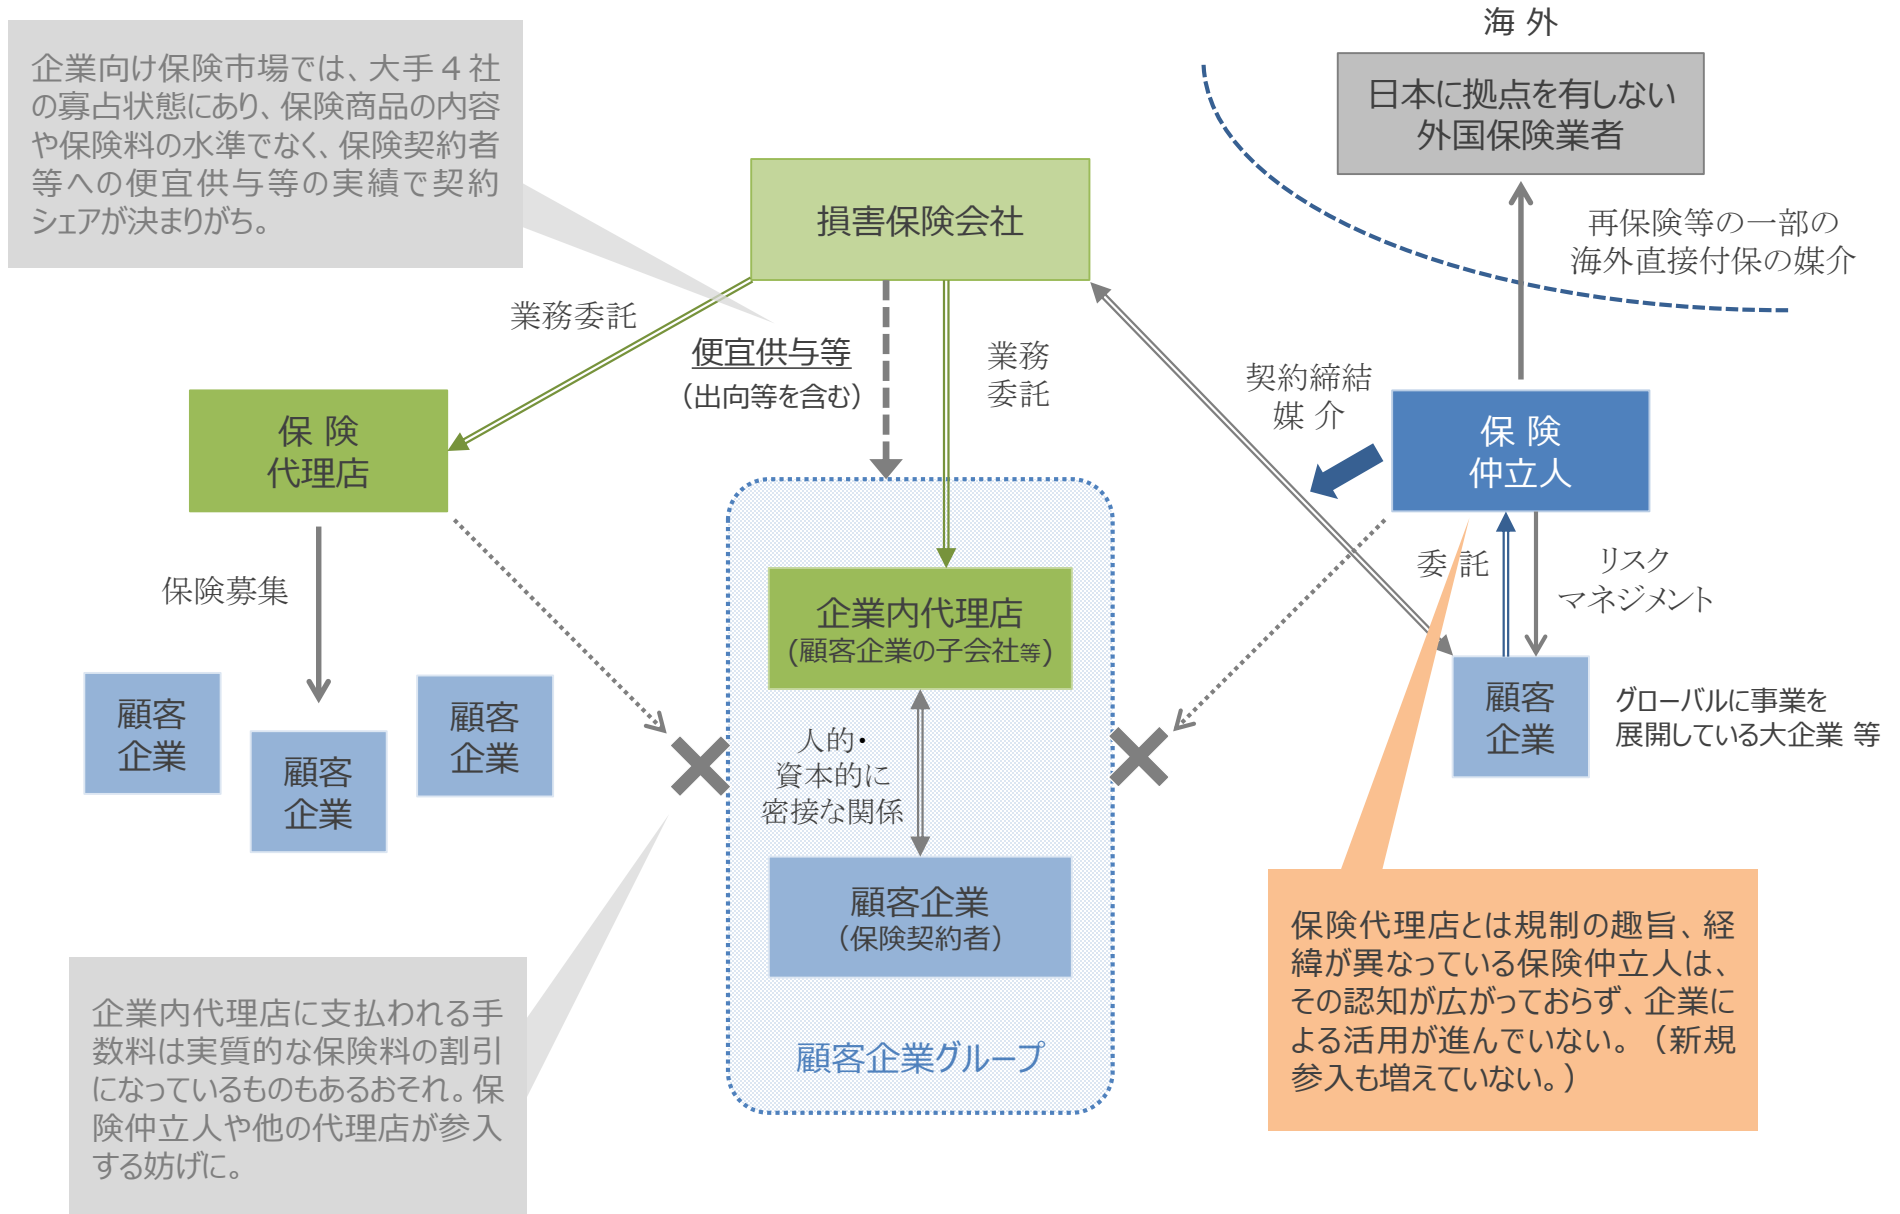 海 外
企業向け保険市場では、大手４社
の寡占状態にあり、保険商品の内容
や保険料の水準でなく、保険契約者
等への便宜供与等の実績で契約
シェアが決まりがち。
日本に拠点を有しない
外国保険業者
損害保険会社
再保険等の一部の
海外直接付保の媒介
業務委託
便宜供与等
（出向等を含む）
業務
委託
契約締結
媒 介
保 険
代理店
保 険
仲立人
保険募集
委 託
リスク
マネジメント
企業内代理店
(顧客企業の子会社等)
顧客
企業
顧客
企業
顧客
企業
人的・
資本的に
密接な関係
顧客
企業
グローバルに事業を
展開している大企業 等
顧客企業
（保険契約者）
顧客企業グループ
企業内代理店に支払われる手
数料は実質的な保険料の割引
になっているものもあるおそれ。保
険仲立人や他の代理店が参入
する妨げに。
保険代理店とは規制の趣旨、経
緯が異なっている保険仲立人は、
その認知が広がっておらず、企業に
よる活用が進んでいない。（新規
参入も増えていない。）